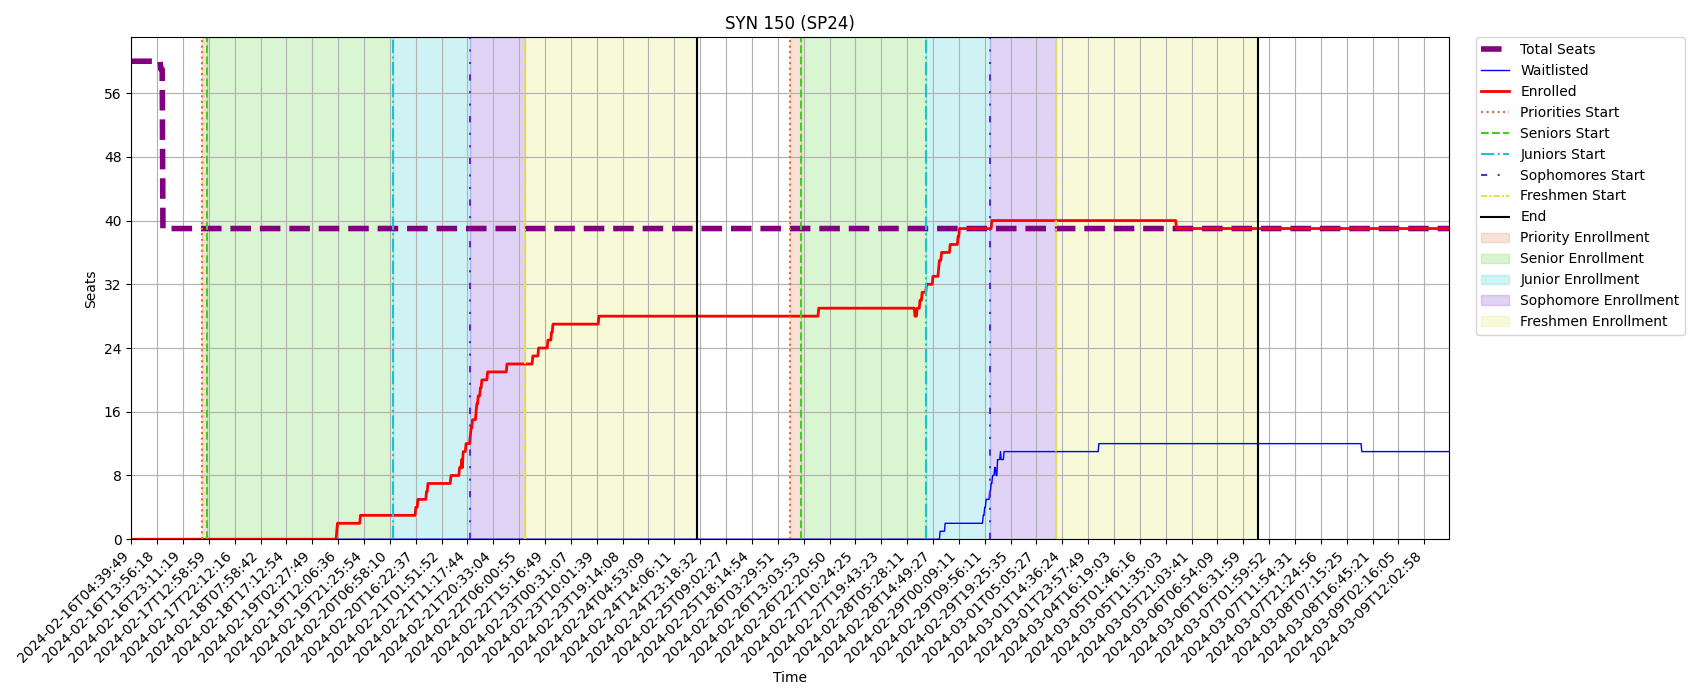 SYN 150 (SP24)
Seats
56
48
40
32
24
16
8
0
2024-02-16T04:39:49
2024-02-16T13:56:18
2024-02-16T23:11:19
2024-02-17T12:58:59
2024-02-17T22:12:16
2024-02-18T07:58:42
2024-02-18T17:12:54
2024-02-19T02:27:49
2024-02-19T12:06:36
2024-02-19T21:25:54
2024-02-20T06:58:10
2024-02-20T16:22:37
2024-02-21T01:51:52
2024-02-21T11:17:44
2024-02-21T20:33:04
2024-02-22T06:00:55
2024-02-22T15:16:49
2024-02-23T00:31:07
2024-02-23T10:01:39
2024-02-23T19:14:08
2024-02-24T04:53:09
2024-02-24T14:06:11
2024-02-24T23:18:32
2024-02-25T09:02:27
2024-02-25T18:14:54
2024-02-26T03:29:51
2024-02-26T13:03:53
2024-02-26T22:20:50
2024-02-27T10:24:25
2024-02-27T19:43:23
2024-02-28T05:28:11
2024-02-28T14:49:27
2024-02-29T00:09:11
2024-02-29T09:56:11
2024-02-29T19:25:35
2024-03-01T05:05:27
2024-03-01T14:36:24
2024-03-01T23:57:49
2024-03-04T16:19:03
2024-03-05T01:46:16
2024-03-05T11:35:03
2024-03-05T21:03:41
2024-03-06T06:54:09
2024-03-06T16:31:59
2024-03-07T01:59:52
2024-03-07T11:54:31
2024-03-07T21:24:56
2024-03-08T07:15:25
2024-03-08T16:45:21
2024-03-09T02:16:05
2024-03-09T12:02:58
Time
Total Seats
Waitlisted
Enrolled
Priorities Start
Seniors Start
Juniors Start
Sophomores Start
Freshmen Start
End
Priority Enrollment
Senior Enrollment
Junior Enrollment
Sophomore Enrollment
Freshmen Enrollment